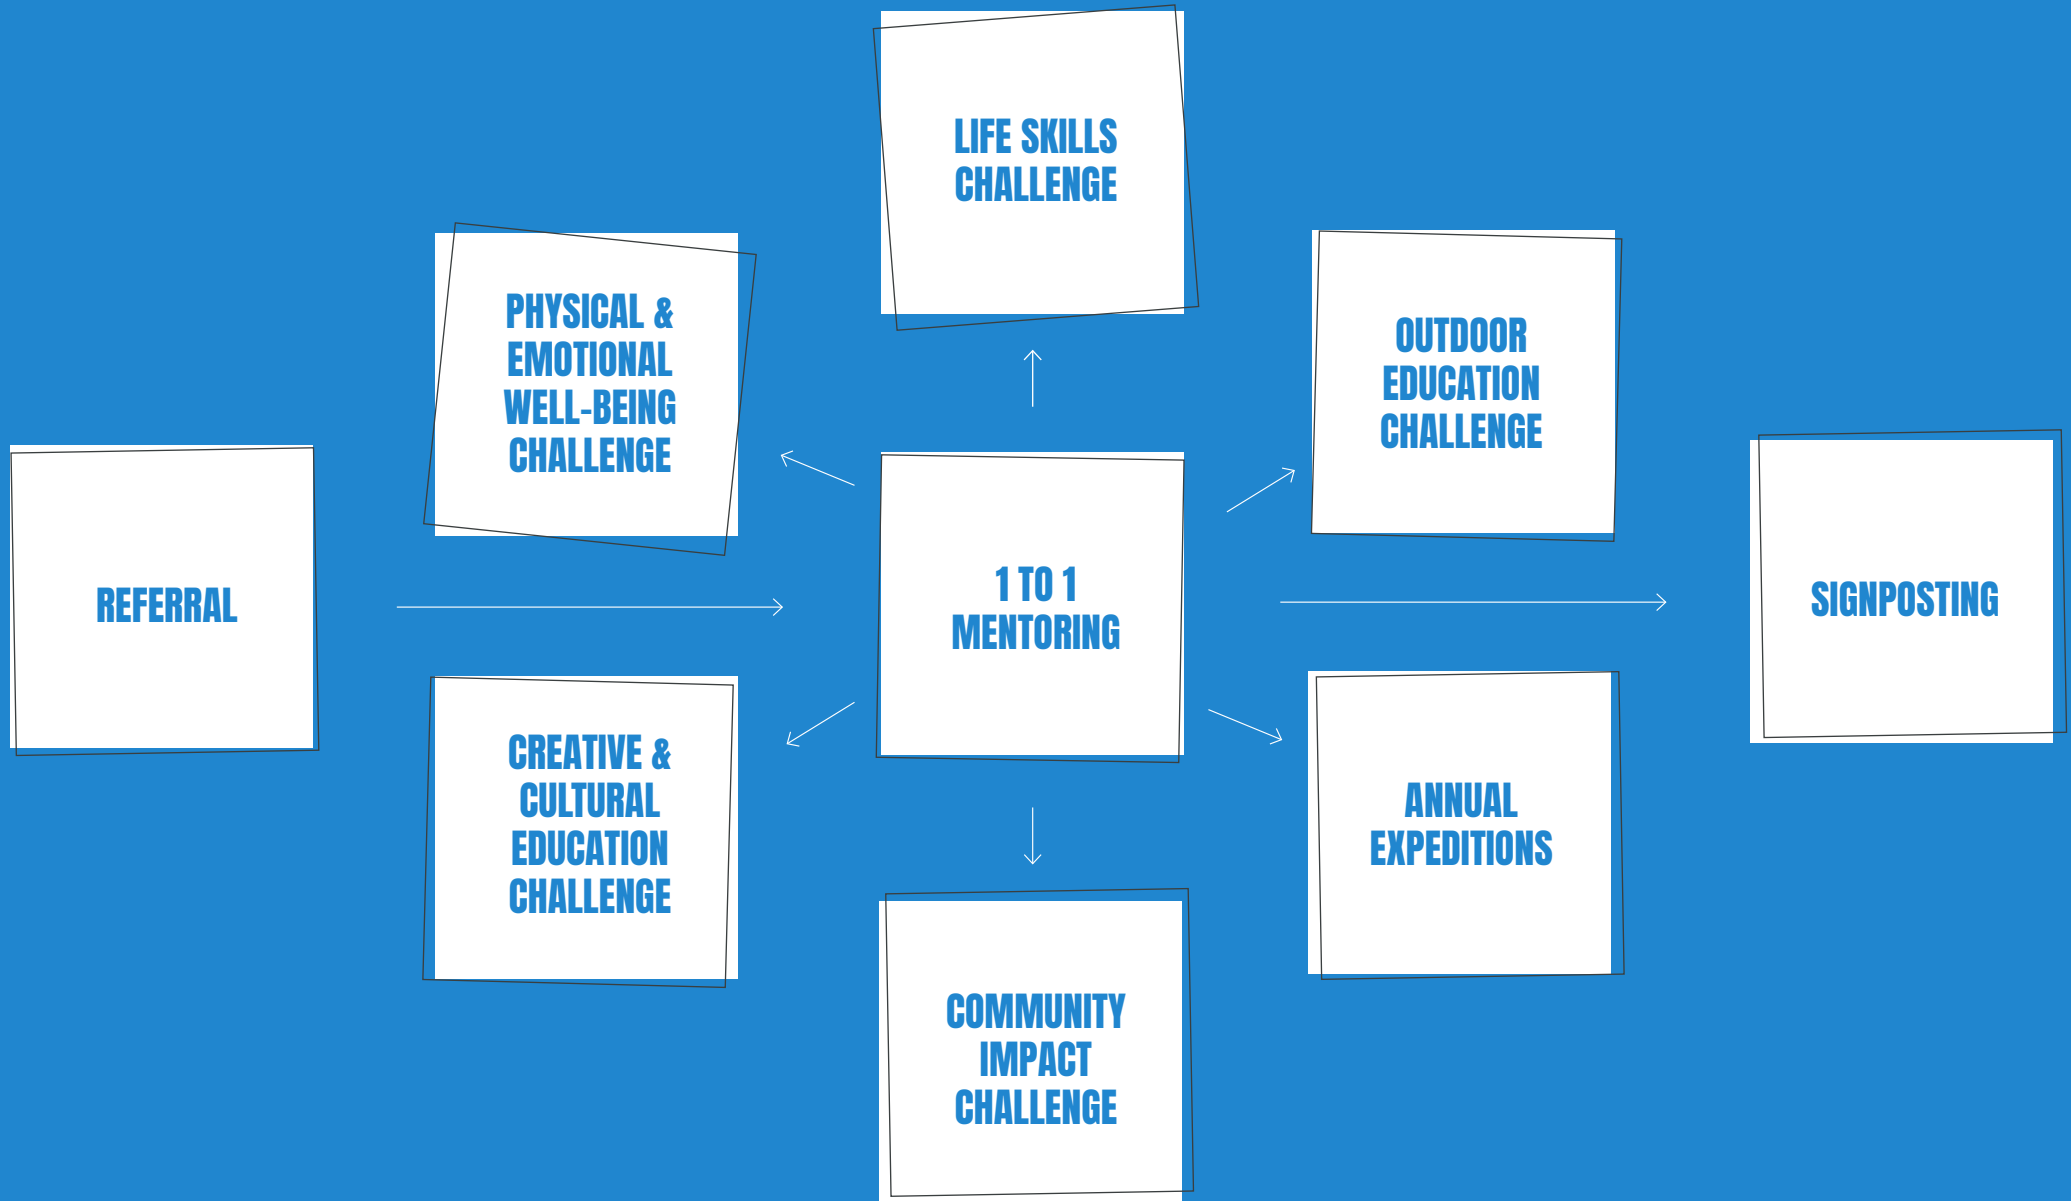 LIFE SKILLS
CHALLENGE
PHYSICAL &
EMOTIONAL
WELL-BEING
CHALLENGE
OUTDOOR
EDUCATION
CHALLENGE
REFERRAL
1 TO 1
MENTORING
SIGNPOSTING
CREATIVE &
CULTURAL
EDUCATION
CHALLENGE
ANNUAL
EXPEDITIONS
COMMUNITY
IMPACT
CHALLENGE